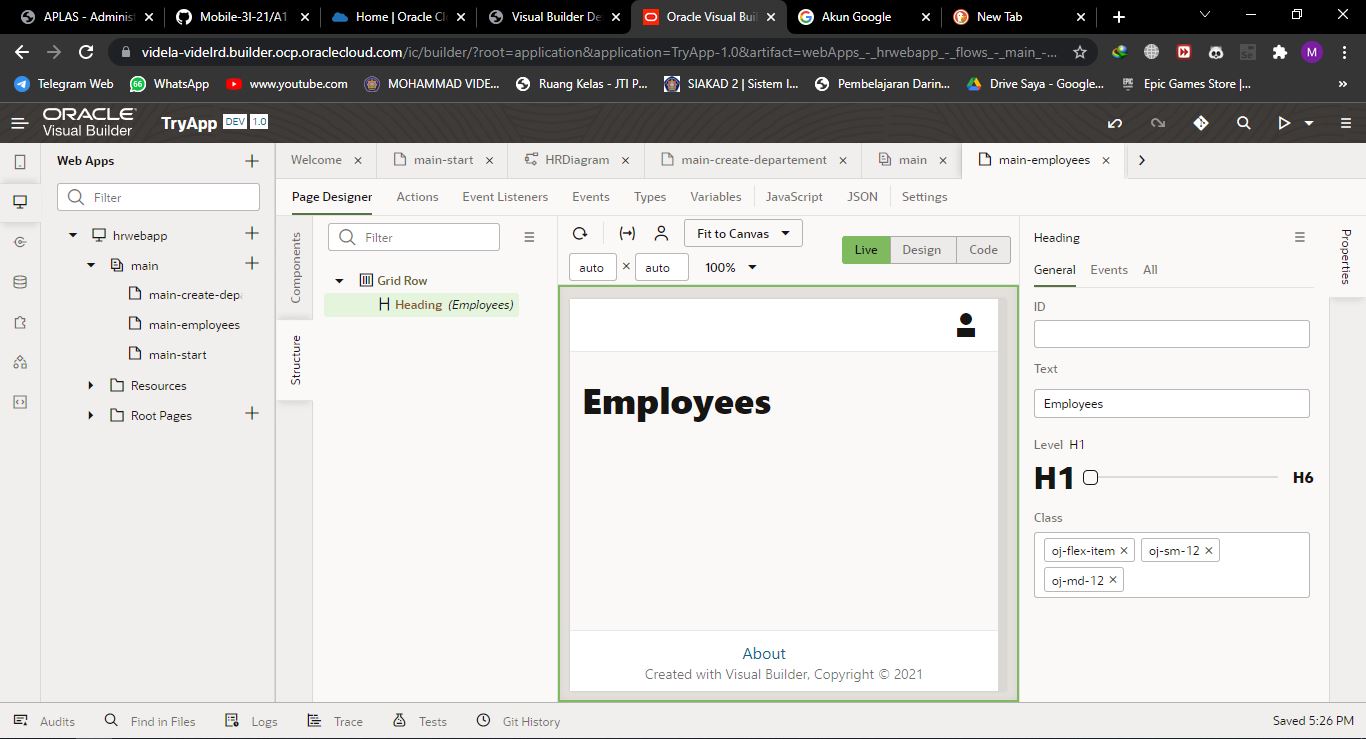 APLAS - Adminis
Mobile-3I-21/A1
Home | Oracle Cl
Visual Builder De
Oracle Visual Buil
Akun Google
New Tab
videla-videlrd.builder.ocp.oraclecloud.com/ic/builder/?root=application&application=TryApp-1.0&artifact=webApps_-_hrwebapp_-_flows_-_main_-...
M
Telegram Web
WhatsApp
www.youtube.com
MOHAMMAD VIDE...
Ruang Kelas - JTI P...
SIAKAD 2 | Sistem I...
Pembelajaran Darin...
Drive Saya - Google...
Epic Games Store |...
»
ORACLE
Visual Builder
TryApp DEV 1.0
Web Apps
Filter
hrwebapp
main
main-create-depa
main-employees
main-start
Resources
Root Pages
Welcome
main-start
HRDiagram
main-create-departement
main
main-employees
Page Designer
Actions
Event Listeners
Events
Types
Variables
JavaScript
JSON
Settings
Components
Structure
Filter
Grid Row
H Heading (Employees)
Fit to Canvas
auto × auto 100%
Live Design Code
Employees
About
Created with Visual Builder, Copyright © 2021
Heading
General Events All
Properties
ID
Text
Employees
Level H1
H1 H6
Class
oj-flex-item × oj-sm-12 ×
oj-md-12 ×
Audits
Find in Files
Logs
Trace
Tests
Git History
Saved 5:26 PM